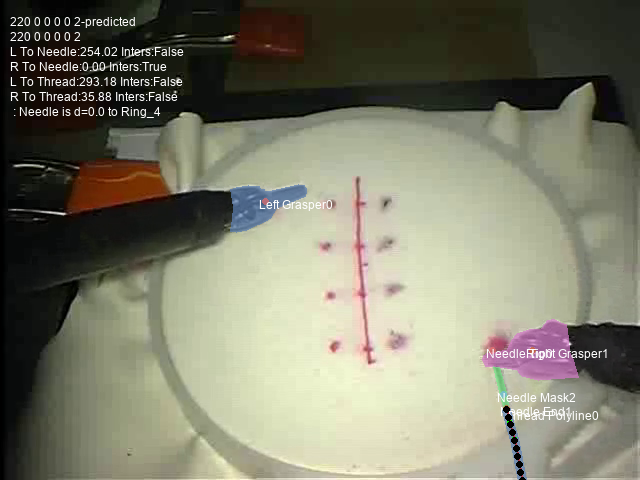 220 0 0 0 0 2-predicted
220 0 0 0 0 2
L To Needle:254.02 Inters:False
R To Needle:0.00 Inters:True
L To Thread:293.18 Inters:False
R To Thread:35.88 Inters:False
: Needle is d=0.0 to Ring_4
Left Grasper0
Right Grasper1
Needle Mask2
Needle End1
Thread Polyline0